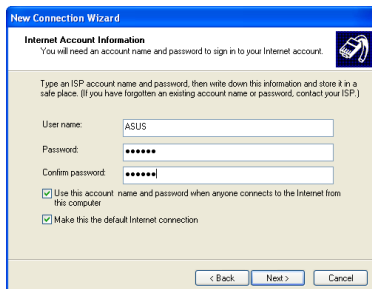 New Connection Wizard
Internet Account Information
You will need an account name and password to sign in to your Internet account.
Type an ISP account name and password, then write down this information and store it in a
safe place. (If you have forgotten an existing account name or password, contact your ISP.)
User name:
ASUS
Password:
••••••
Confirm password:
••••••
Use this account name and password when anyone connects to the Internet from
this computer
Make this the default Internet connection
< Back
Next >
Cancel